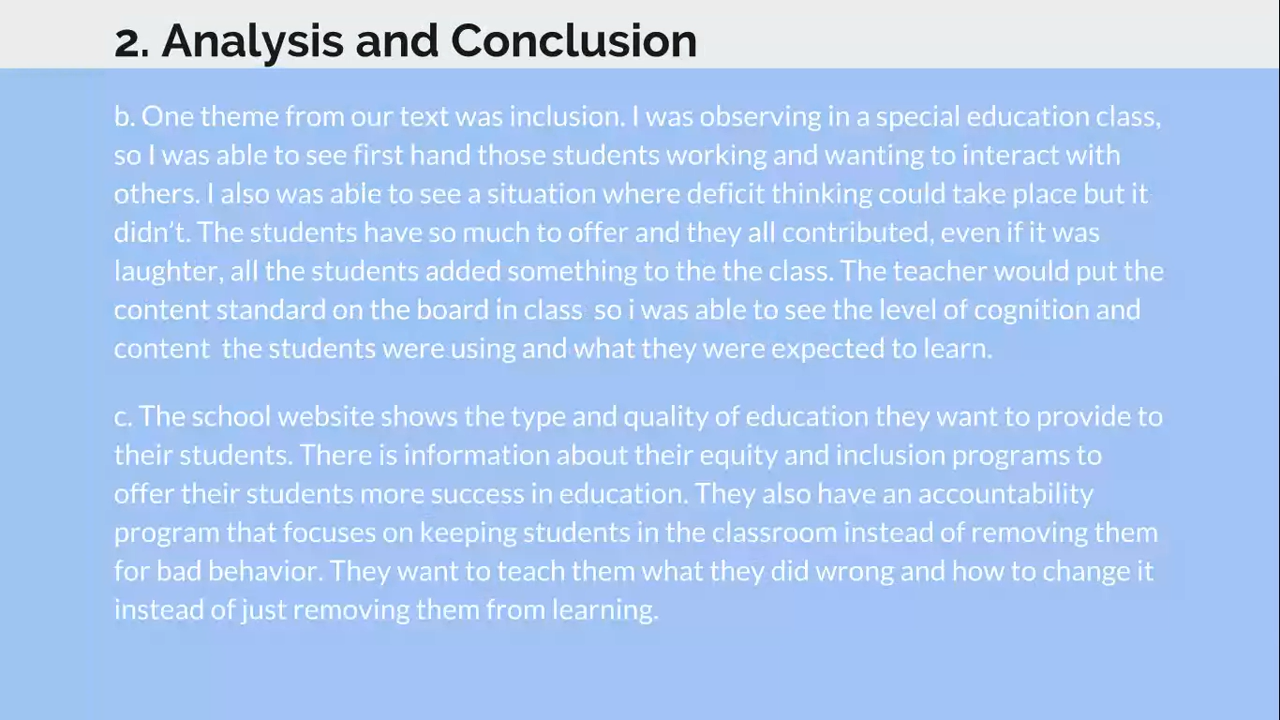 2. Analysis and Conclusion
b. One theme from our text was inclusion. I was observing in a special education class,
so I was able to see first hand those students working and wanting to interact with
others. I also was able to see a situation where deficit thinking could take place but it
didn’t. The students have so much to offer and they all contributed, even if it was
laughter, all the students added something to the the class. The teacher would put the
content standard on the board in class  so i was able to see the level of cognition and
content  the students were using and what they were expected to learn.
c. The school website shows the type and quality of education they want to provide to
their students. There is information about their equity and inclusion programs to
offer their students more success in education. They also have an accountability
program that focuses on keeping students in the classroom instead of removing them
for bad behavior. They want to teach them what they did wrong and how to change it
instead of just removing them from learning.